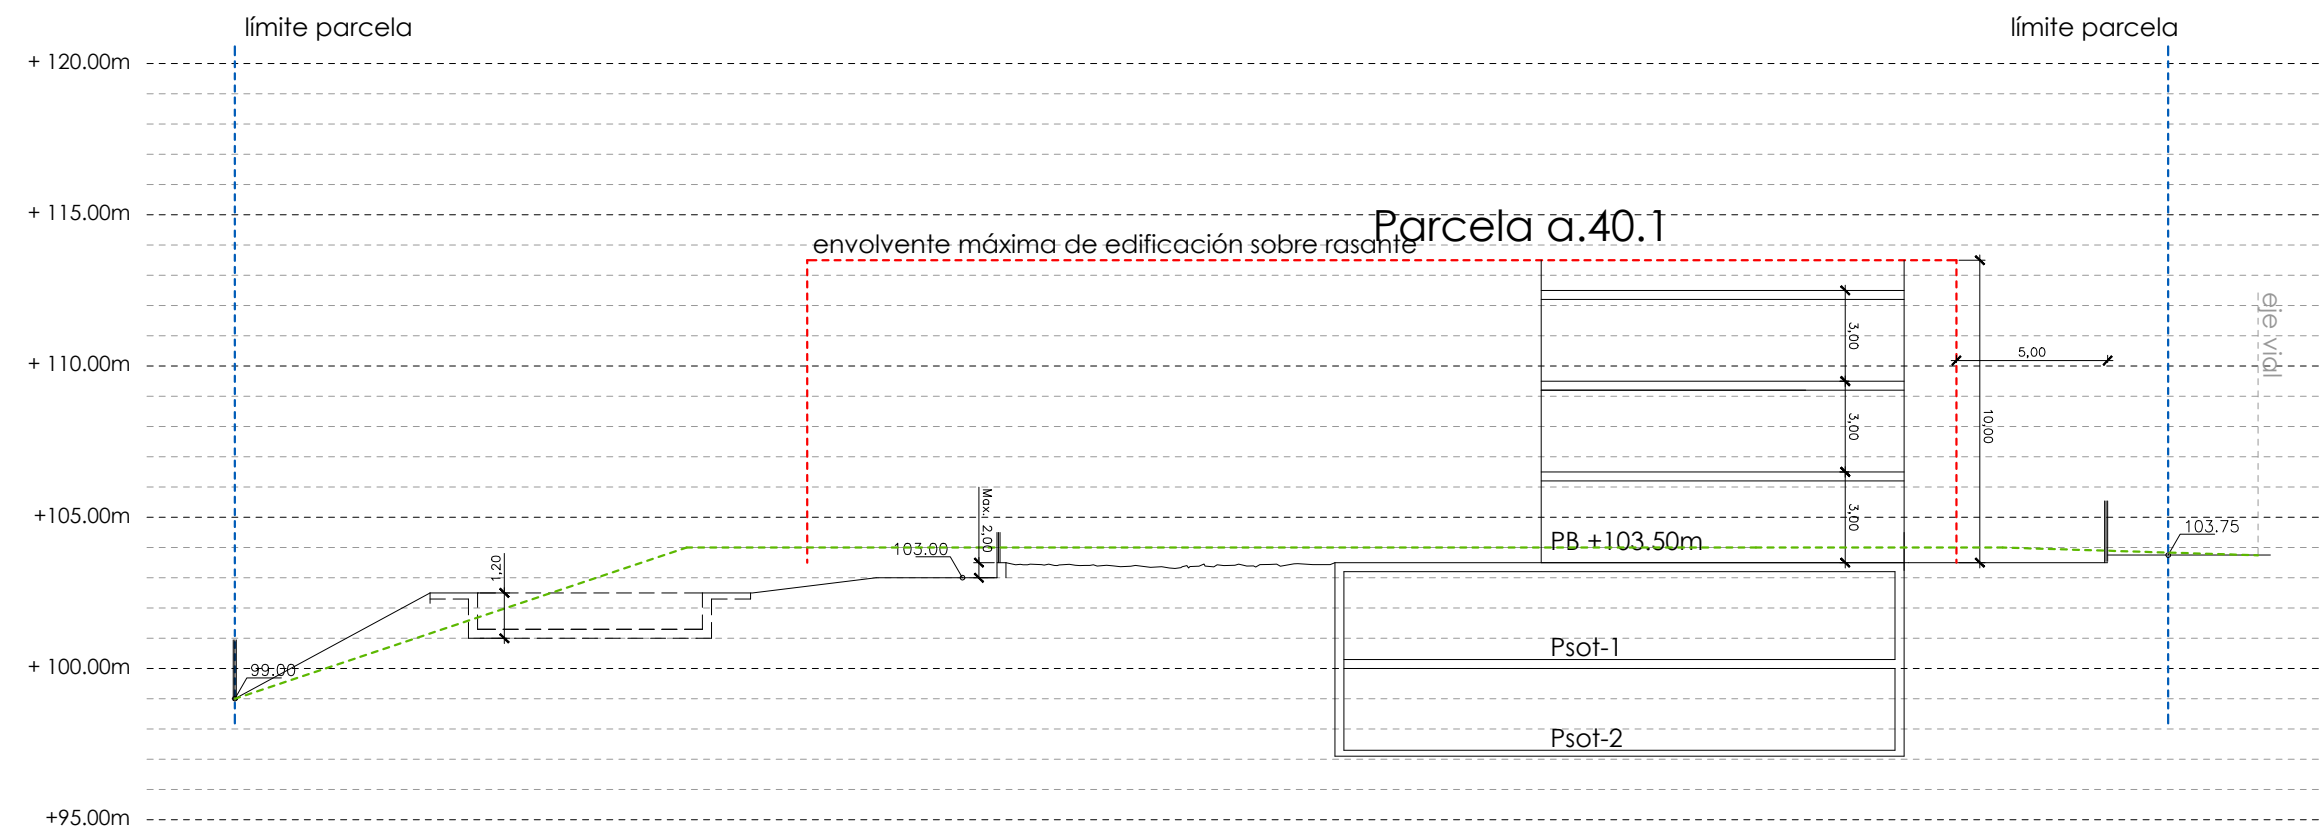 límite parcela
límite parcela
+ 120.00m
+ 115.00m
Parcela a.40.1
envolvente máxima de edificación sobre rasante
eje vial
3,00
5,00
+ 110.00m
10,00
3,00
Max.: 2,00
+105.00m
3,00
103.75
PB +103.50m
103.00
1,20
Psot-1
+ 100.00m
99.00
Psot-2
+95.00m